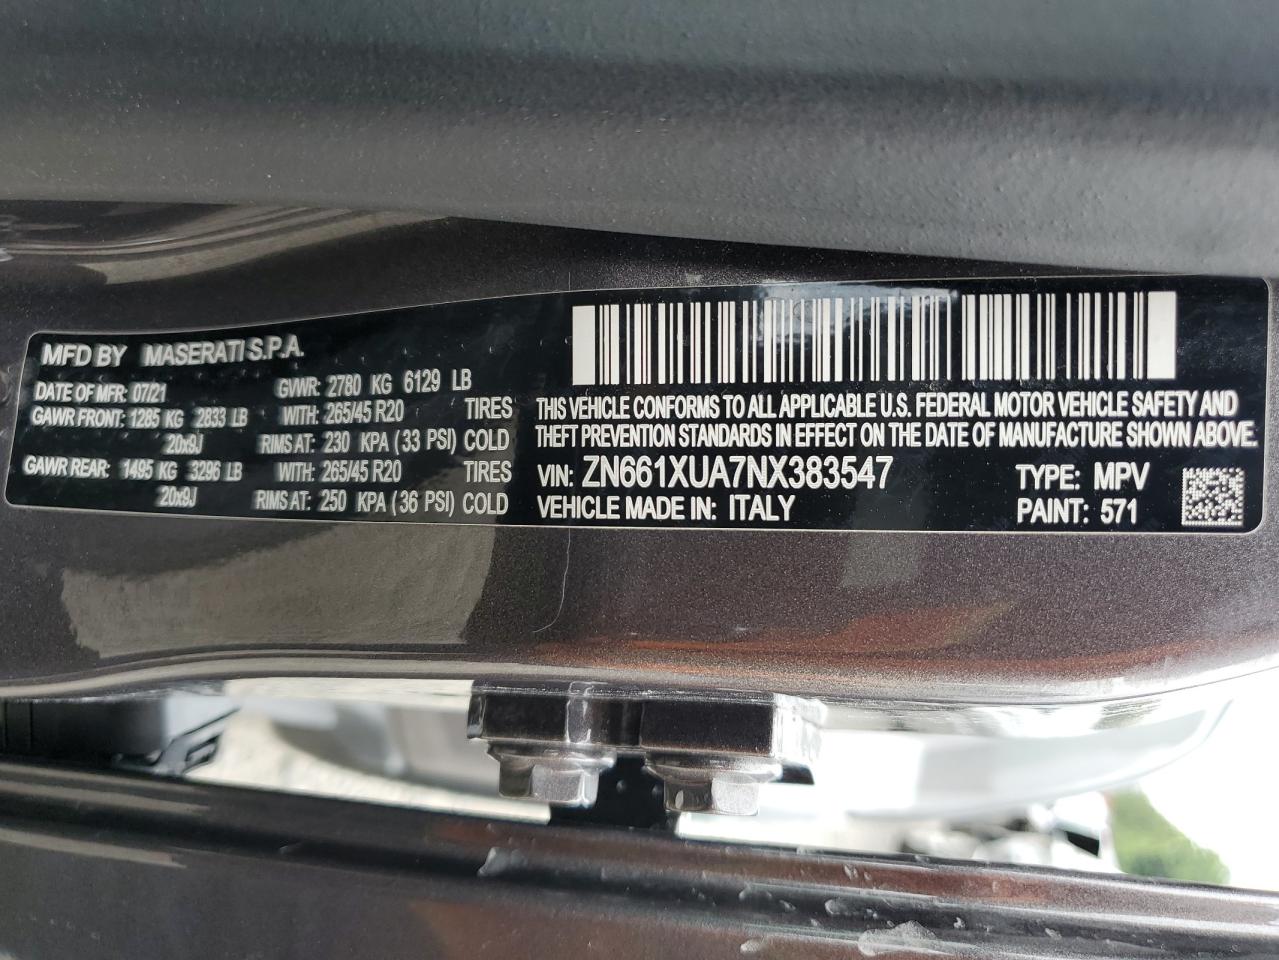 MFD BY MASERATI S.P.A.
DATE OF MFR: 07/21 GVWR: 2780 KG 6129 LB
GAWR FRONT: 1285 KG 2833 LB WITH: 265/45 R20 TIRES
20x9J RIMS AT: 230 KPA (33 PSI) COLD
GAWR REAR: 1495 KG 3296 LB WITH: 265/45 R20 TIRES
20x9J RIMS AT: 250 KPA (36 PSI) COLD
THIS VEHICLE CONFORMS TO ALL APPLICABLE U.S. FEDERAL MOTOR VEHICLE SAFETY AND
THEFT PREVENTION STANDARDS IN EFFECT ON THE DATE OF MANUFACTURE SHOWN ABOVE.
VIN: ZN661XUA7NX383547 TYPE: MPV
VEHICLE MADE IN: ITALY PAINT: 571